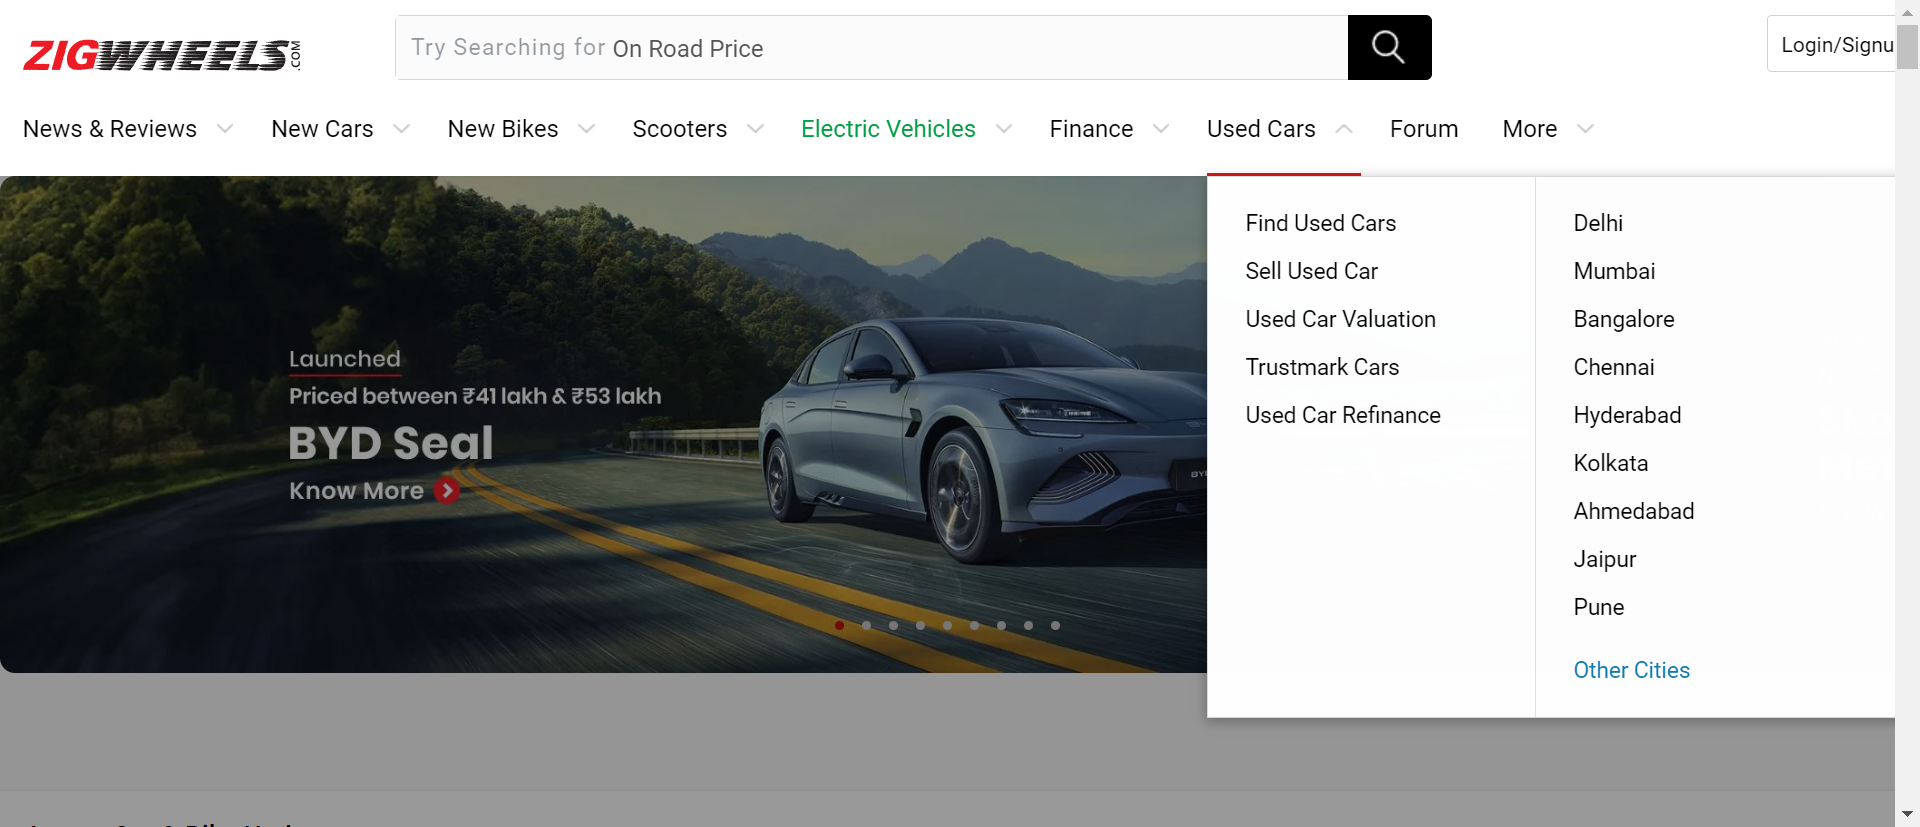 ZIGWHEELS.COM
Try Searching for On Road Price
Login/Signu
News & Reviews
New Cars
New Bikes
Scooters
Electric Vehicles
Finance
Used Cars
Forum
More
Find Used Cars
Sell Used Car
Used Car Valuation
Trustmark Cars
Used Car Refinance
Delhi
Mumbai
Bangalore
Chennai
Hyderabad
Kolkata
Ahmedabad
Jaipur
Pune
Other Cities
Launched
Priced between ₹41 lakh & ₹53 lakh
BYD Seal
Know More
BY